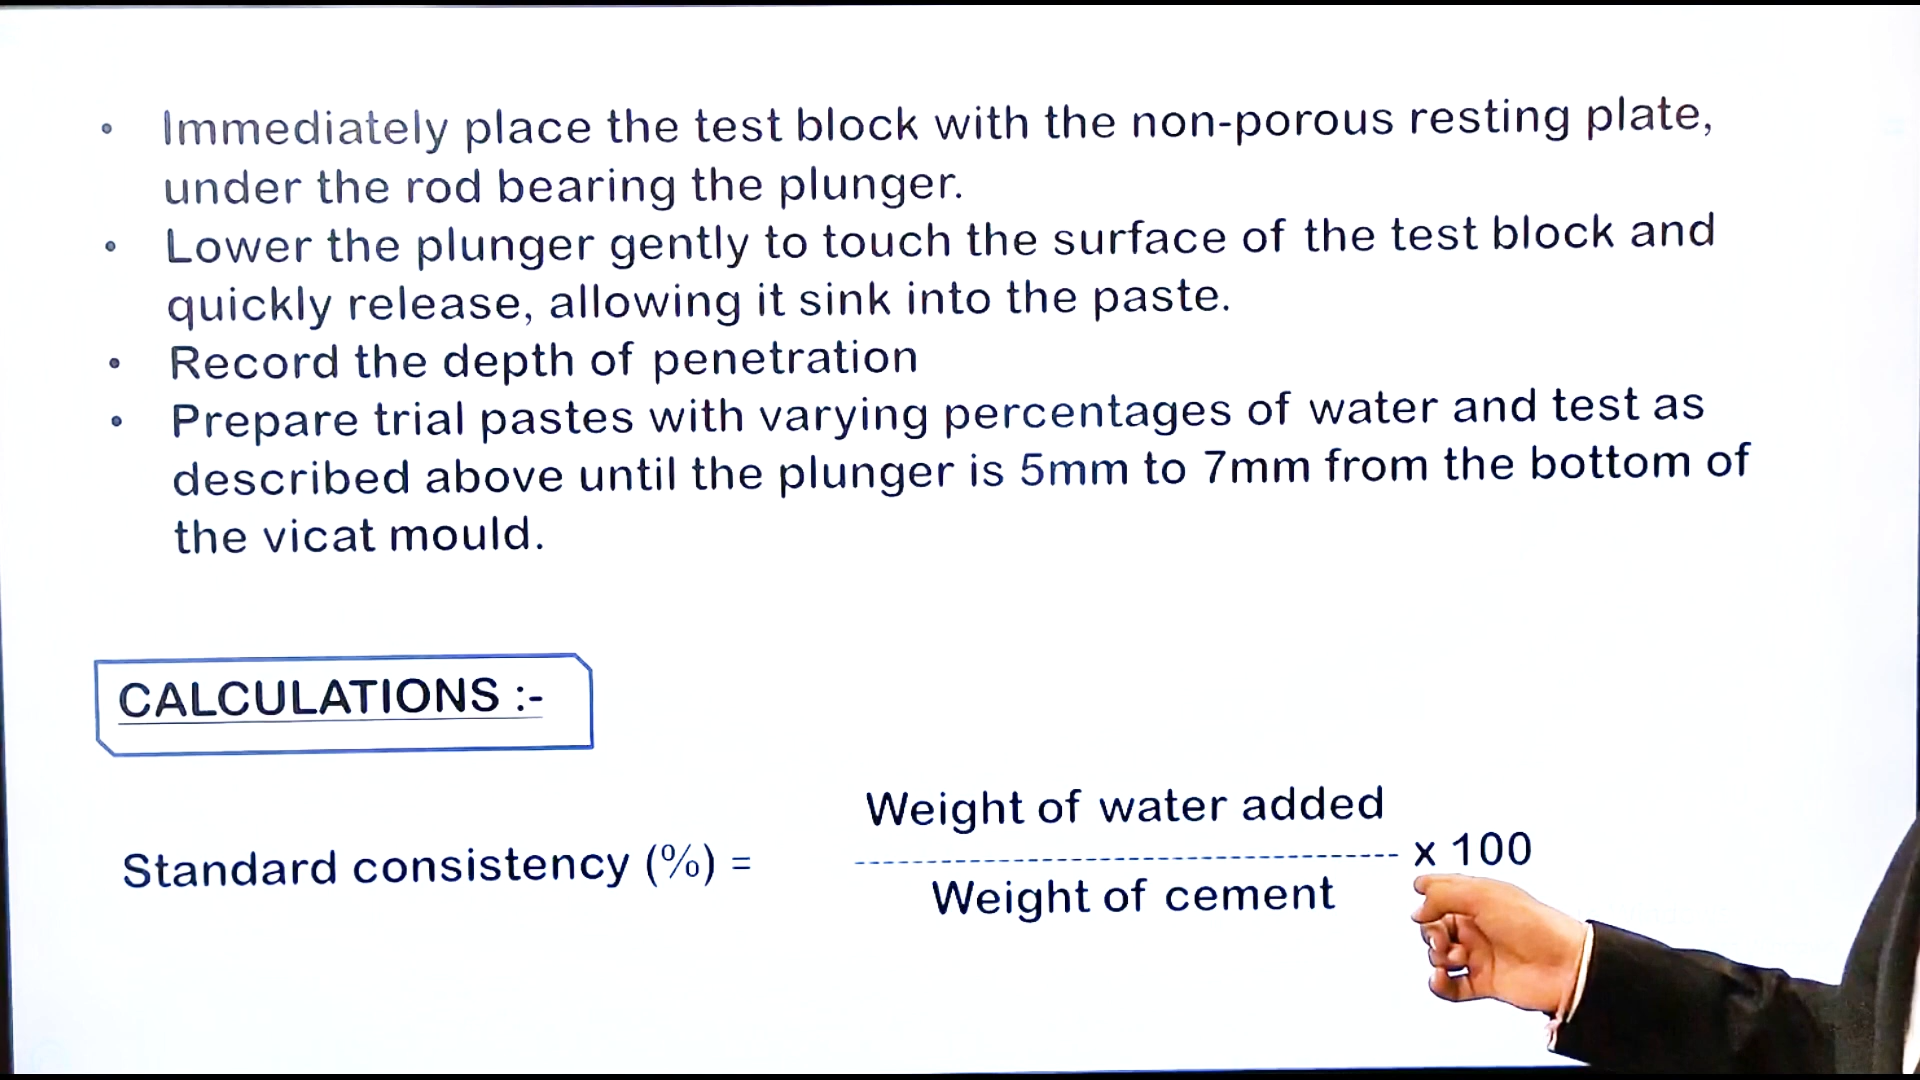 • Immediately place the test block with the non-porous resting plate,
under the rod bearing the plunger.
• Lower the plunger gently to touch the surface of the test block and
quickly release, allowing it sink into the paste.
• Record the depth of penetration
• Prepare trial pastes with varying percentages of water and test as
described above until the plunger is 5mm to 7mm from the bottom of
the vicat mould.
CALCULATIONS :-
Weight of water added
Standard consistency (%) = ---------------------------------- x 100
Weight of cement